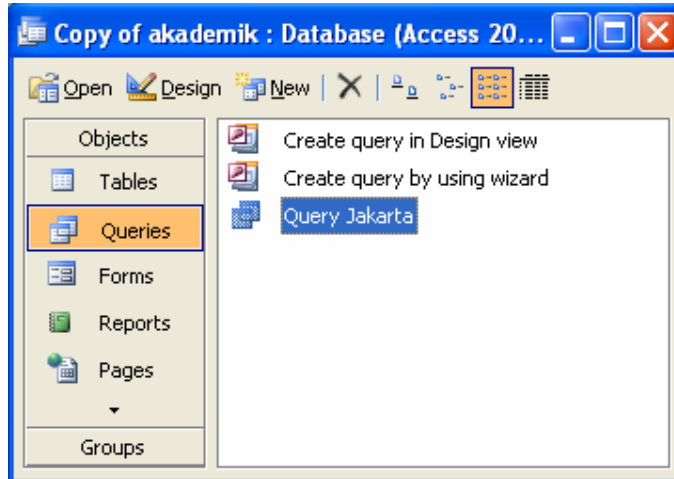 Copy of akademik : Database (Access 20...
Open Design New
Objects
Tables
Queries
Forms
Reports
Pages
Groups
Create query in Design view
Create query by using wizard
Query Jakarta